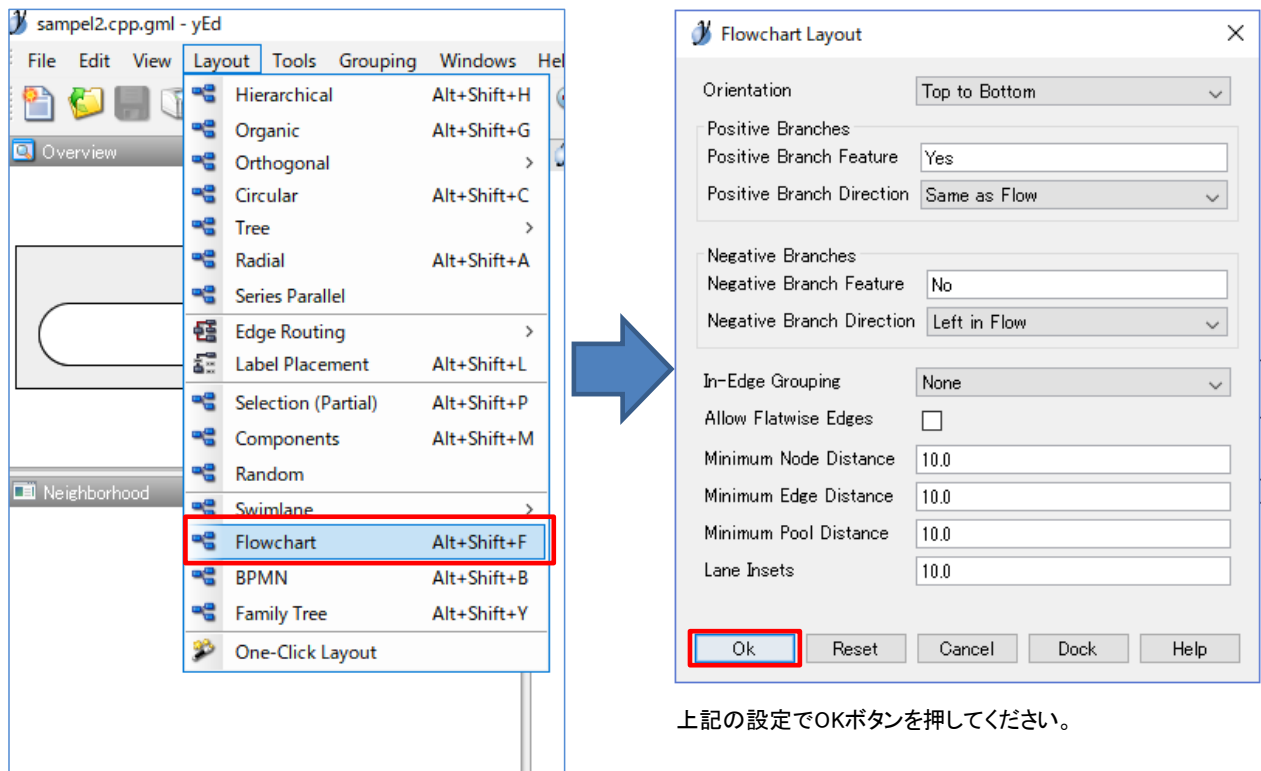 sampel2.cpp.gml - yEd
File Edit View Layout Tools Grouping Windows Hel
Overview
Neighborhood
Hierarchical Alt+Shift+H
Organic Alt+Shift+G
Orthogonal
Circular Alt+Shift+C
Tree
Radial Alt+Shift+A
Series Parallel
Edge Routing
Label Placement Alt+Shift+L
Selection (Partial) Alt+Shift+P
Components Alt+Shift+M
Random
Swimlane
Flowchart Alt+Shift+F
BPMN Alt+Shift+B
Family Tree Alt+Shift+Y
One-Click Layout
Flowchart Layout
Orientation Top to Bottom
Positive Branches
Positive Branch Feature Yes
Positive Branch Direction Same as Flow
Negative Branches
Negative Branch Feature No
Negative Branch Direction Left in Flow
In-Edge Grouping None
Allow Flatwise Edges
Minimum Node Distance 10.0
Minimum Edge Distance 10.0
Minimum Pool Distance 10.0
Lane Insets 10.0
Ok Reset Cancel Dock Help
上記の設定でOKボタンを押してください。